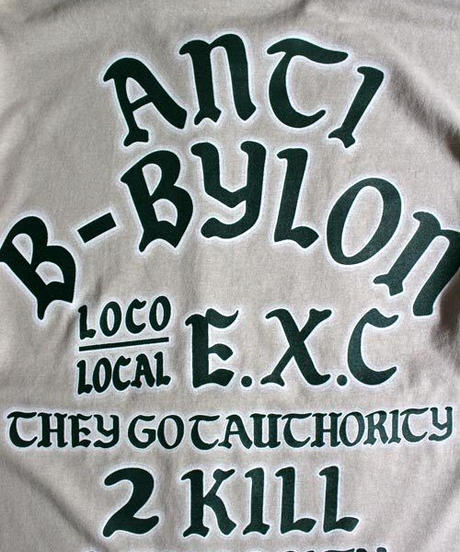 ANTI
B-BYLON
LOCO
LOCAL
E.X.C
THEY GOT AUTHORITY
2 KILL